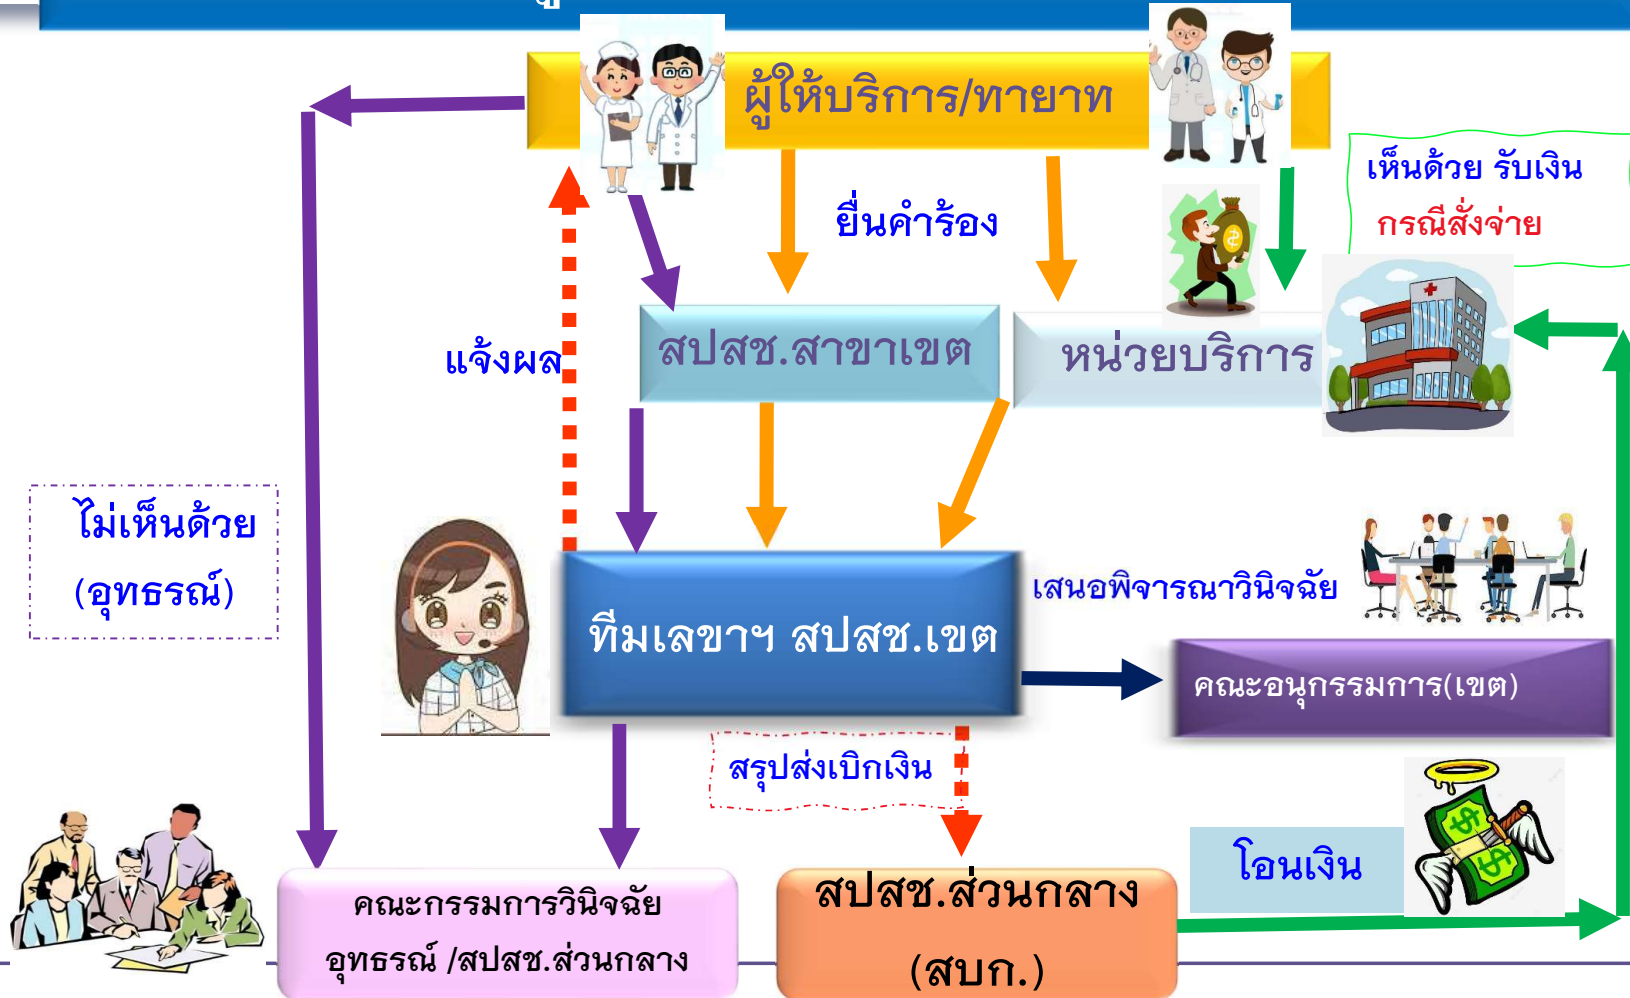 ผู้ให้บริการ/ทายาท
เห็นด้วย รับเงิน
กรณีสั่งจ่าย
ยื่นคำร้อง
แจ้งผล
สปสช.สาขาเขต
หน่วยบริการ
ไม่เห็นด้วย
(อุทธรณ์)
ทีมเลขาฯ สปสช.เขต
เสนอพิจารณาวินิจฉัย
คณะอนุกรรมการ(เขต)
สรุปส่งเบิกเงิน
โอนเงิน
คณะกรรมการวินิจฉัย
อุทธรณ์ /สปสช.ส่วนกลาง
สปสช.ส่วนกลาง
(สบก.)